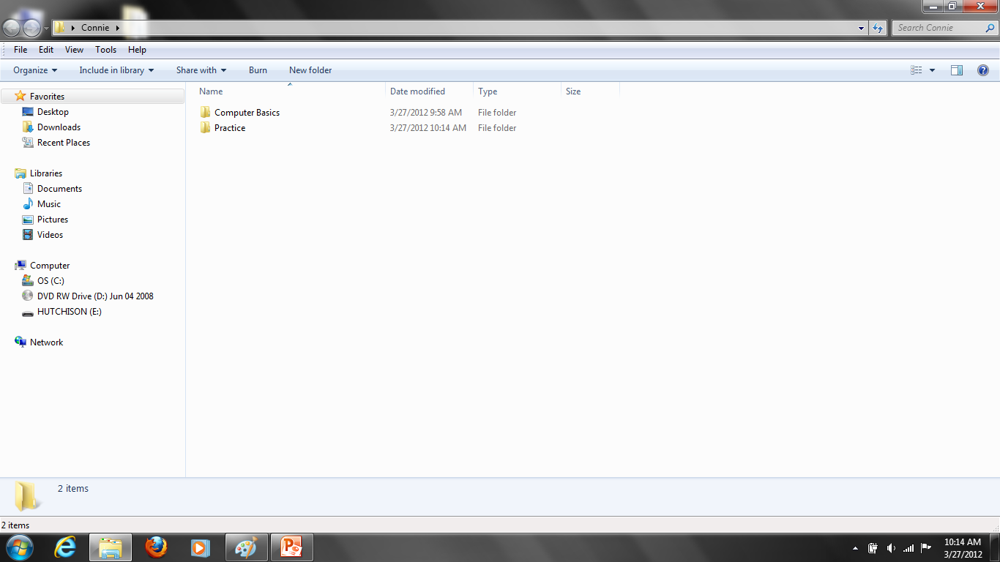 Connie
Search Connie
File Edit View Tools Help
Organize Include in library Share with Burn New folder
Name Date modified Type Size
Favorites
Desktop
Downloads
Recent Places
Libraries
Documents
Music
Pictures
Videos
Computer
OS (C:)
DVD RW Drive (D:) Jun 04 2008
HUTCHISON (E:)
Network
Computer Basics 3/27/2012 9:58 AM File folder
Practice 3/27/2012 10:14 AM File folder
2 items
2 items
10:14 AM
3/27/2012